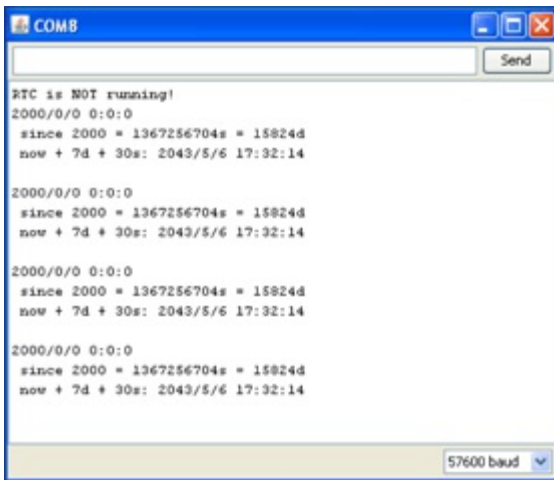 COM8
Send
RTC is NOT running!
2000/0/0 0:0:0
since 2000 = 1367256704s = 15824d
now + 7d + 30s: 2043/5/6 17:32:14
2000/0/0 0:0:0
since 2000 = 1367256704s = 15824d
now + 7d + 30s: 2043/5/6 17:32:14
2000/0/0 0:0:0
since 2000 = 1367256704s = 15824d
now + 7d + 30s: 2043/5/6 17:32:14
2000/0/0 0:0:0
since 2000 = 1367256704s = 15824d
now + 7d + 30s: 2043/5/6 17:32:14
57600 baud